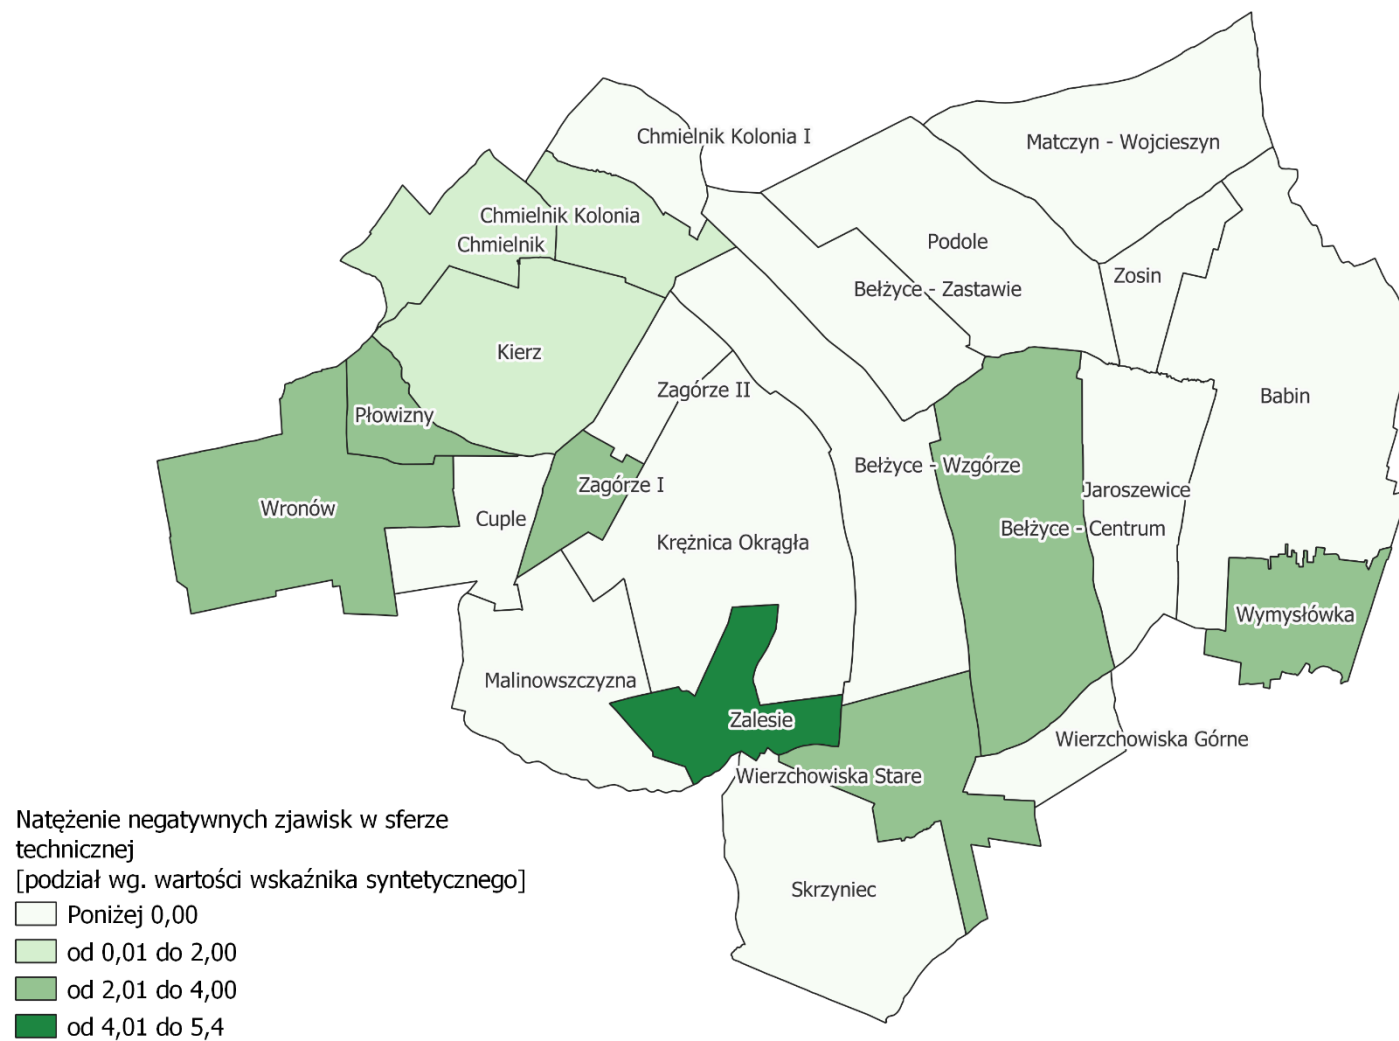 Chmielnik Kolonia I
Matczyn - Wojcieszyn
Chmielnik Kolonia
Chmielnik
Podole
Zosin
Bełżyce - Zastawie
Kierz
Zagórze II
Babin
Płowizny
Bełżyce - Wzgórze
Zagórze I
Jaroszewice
Wronów
Cuple
Bełżyce - Centrum
Krężnica Okrągła
Wymysłówka
Malinowszczyzna
Zalesie
Wierzchowiska Górne
Wierzchowiska Stare
Skrzyniec
Natężenie negatywnych zjawisk w sferze
technicznej
[podział wg. wartości wskaźnika syntetycznego]
Poniżej 0,00
od 0,01 do 2,00
od 2,01 do 4,00
od 4,01 do 5,4